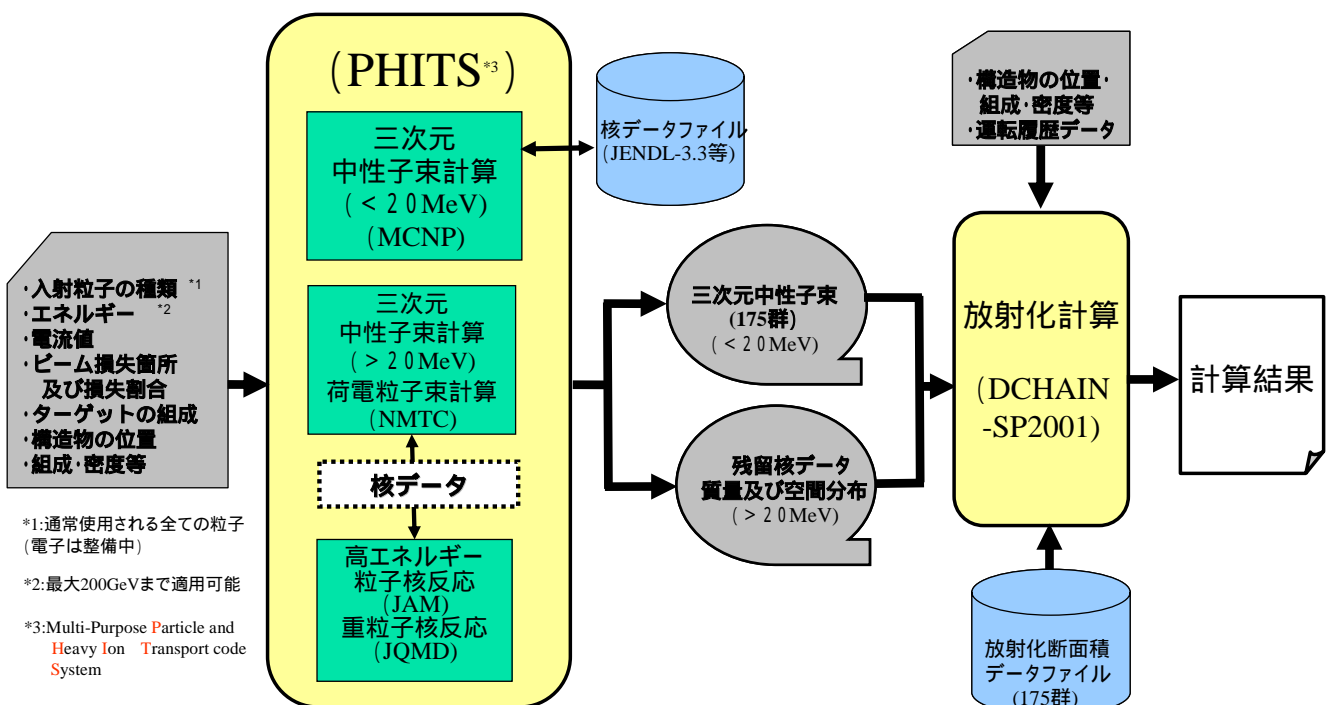 (PHITS*3)
三次元
中性子束計算
(＜２０MeV)
(MCNP)
核データファイル
(JENDL-3.3等)
・構造物の位置・
組成・密度等
・運転履歴データ
・入射粒子の種類 *1
・エネルギー *2
・電流値
・ビーム損失箇所
及び損失割合
・ターゲットの組成
・構造物の位置
・組成・密度等
三次元
中性子束計算
(＞２０MeV)
荷電粒子束計算
(NMTC)
核データ
高エネルギー
粒子核反応
(JAM)
重粒子核反応
(JQMD)
三次元中性子束
(175群)
(＜２０MeV)
残留核データ
質量及び空間分布
(＞２０MeV)
放射化計算
(DCHAIN
-SP2001)
計算結果
放射化断面積
データファイル
(175群)
*1:通常使用される全ての粒子
(電子は整備中)
*2:最大200GeVまで適用可能
*3:Multi-Purpose Particle and
Heavy Ion Transport code
System